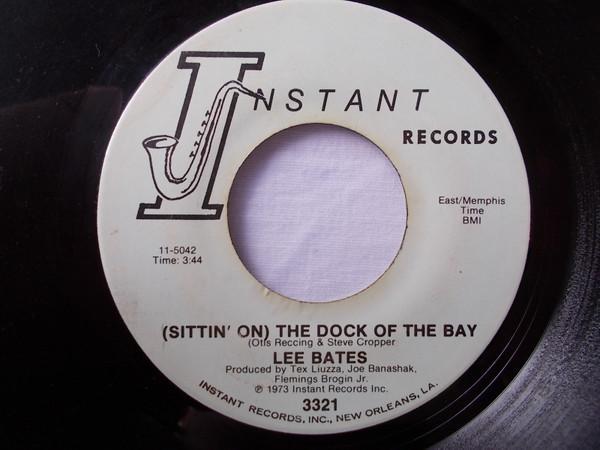 INSTANT
RECORDS
East/Memphis
Time
BMI
11-5042
Time: 3:44
(SITTIN' ON) THE DOCK OF THE BAY
(Otis Reccing & Steve Cropper)
LEE BATES
Produced by Tex Liuzza, Joe Banashak,
Flemings Brogin Jr.
℗ 1973 Instant Records Inc.
3321
INSTANT RECORDS, INC., NEW ORLEANS, LA.